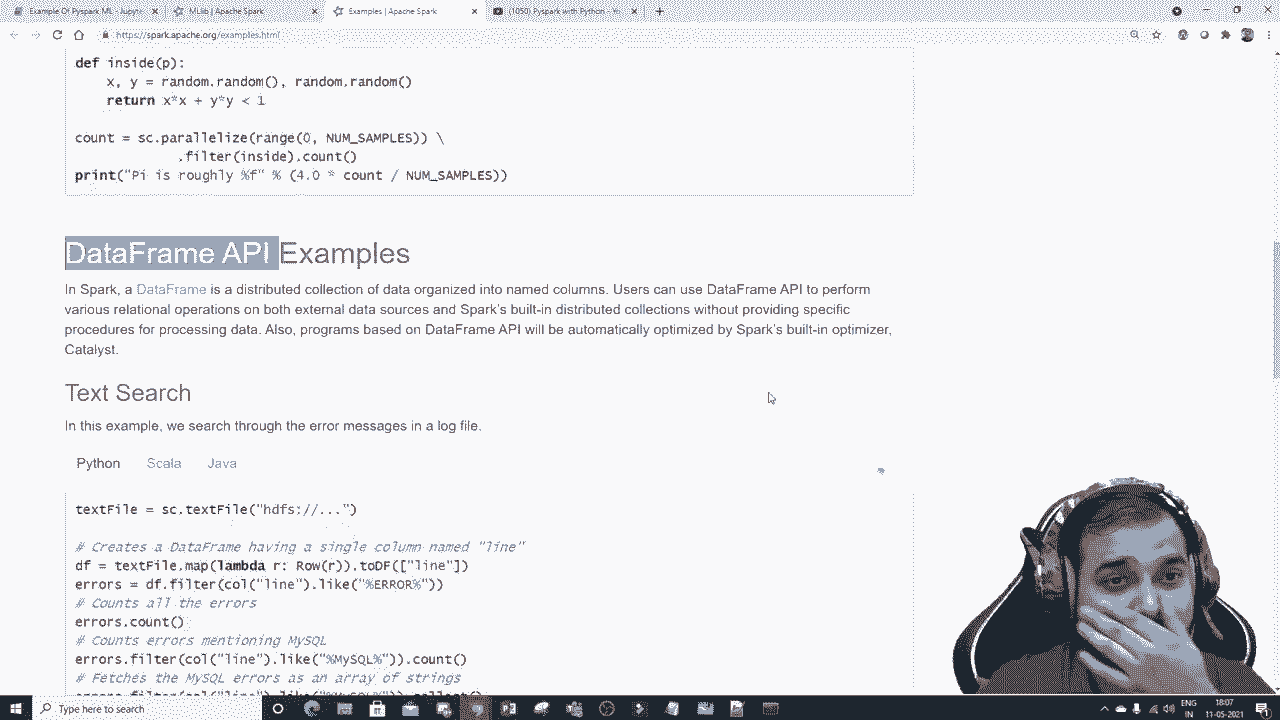 Example Of Pyspark ML - Jupyt
MLlib | Apache Spark
Examples | Apache Spark
(1050) Pyspark with Python - Yo
https://spark.apache.org/examples.html
def inside(p):
x, y = random.random(), random.random()
return x*x + y*y < 1
count = sc.parallelize(range(0, NUM_SAMPLES)) \
.filter(inside).count()
print("Pi is roughly %f" % (4.0 * count / NUM_SAMPLES))
DataFrame API Examples
In Spark, a DataFrame is a distributed collection of data organized into named columns. Users can use DataFrame API to perform
various relational operations on both external data sources and Spark's built-in distributed collections without providing specific
procedures for processing data. Also, programs based on DataFrame API will be automatically optimized by Spark's built-in optimizer,
Catalyst.
Text Search
In this example, we search through the error messages in a log file.
Python Scala Java
textFile = sc.textFile("hdfs://...")
# Creates a DataFrame having a single column named "line"
df = textFile.map(lambda r: Row(r)).toDF(["line"])
errors = df.filter(col("line").like("%ERROR%"))
# Counts all the errors
errors.count()
# Counts errors mentioning MySQL
errors.filter(col("line").like("%MySQL%")).count()
# Fetches the MySQL errors as an array of strings
errors.filter(col("line").like("%MySQL%")).collect()
Type here to search
ENG
IN
18:07
11-05-2021